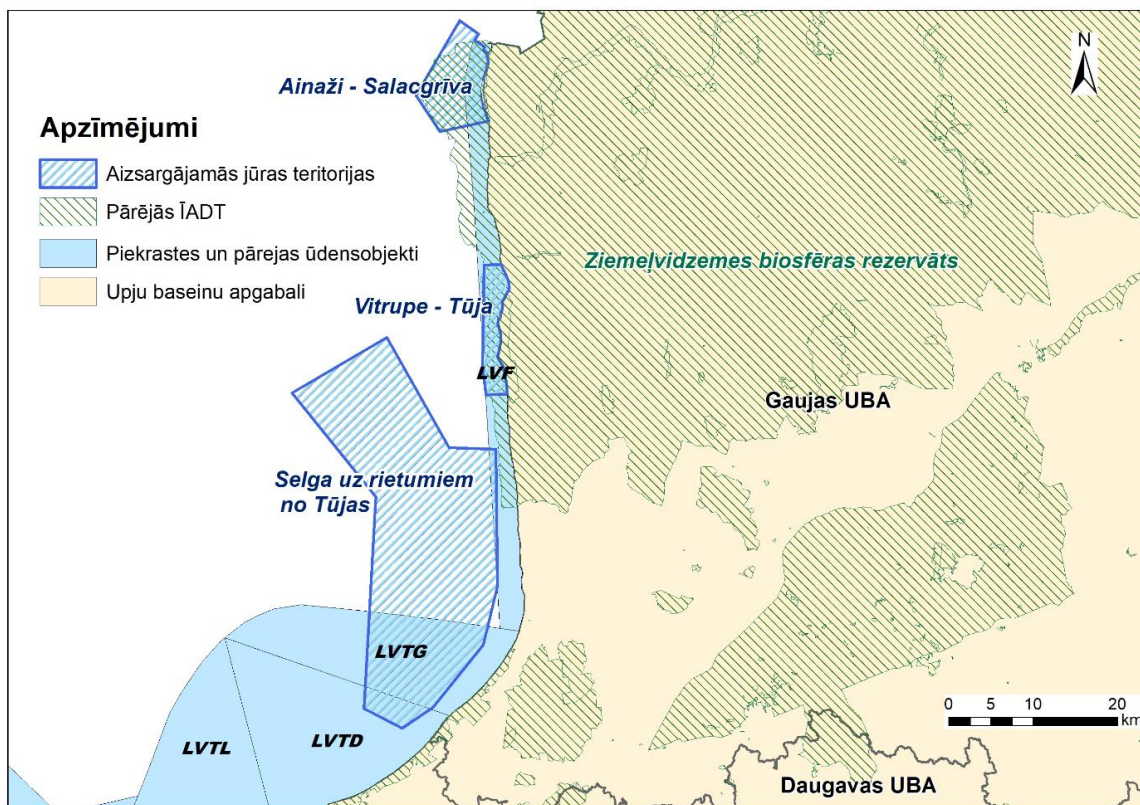 N
Ainaži - Salacgrīva
Apzīmējumi
Aizsargājamās jūras teritorijas
Pārējās ĪADT
Piekrastes un pārejas ūdensobjekti
Upju baseinu apgabali
Ziemeļvidzemes biosfēras rezervāts
Vitrupe - Tūja
LVF
Gaujas UBA
Selga uz rietumiem
no Tūjas
LVTG
LVTL
LVTD
0 5 10 20
km
Daugavas UBA